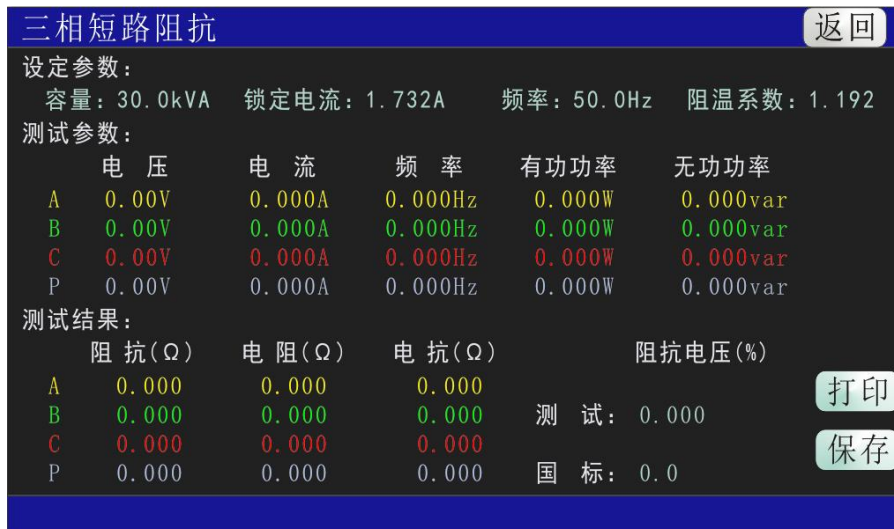 三相短路阻抗 返回
设定参数：
容量：30.0kVA 锁定电流：1.732A 频率：50.0Hz 阻温系数：1.192
测试参数：
电 压 电 流 频 率 有功功率 无功功率
A 0.00V 0.000A 0.000Hz 0.000W 0.000var
B 0.00V 0.000A 0.000Hz 0.000W 0.000var
C 0.00V 0.000A 0.000Hz 0.000W 0.000var
P 0.00V 0.000A 0.000Hz 0.000W 0.000var
测试结果：
阻 抗(Ω) 电 阻(Ω) 电 抗(Ω) 阻抗电压(%)
A 0.000 0.000 0.000 打印
B 0.000 0.000 0.000 测 试：0.000
C 0.000 0.000 0.000 保存
P 0.000 0.000 0.000 国 标：0.0